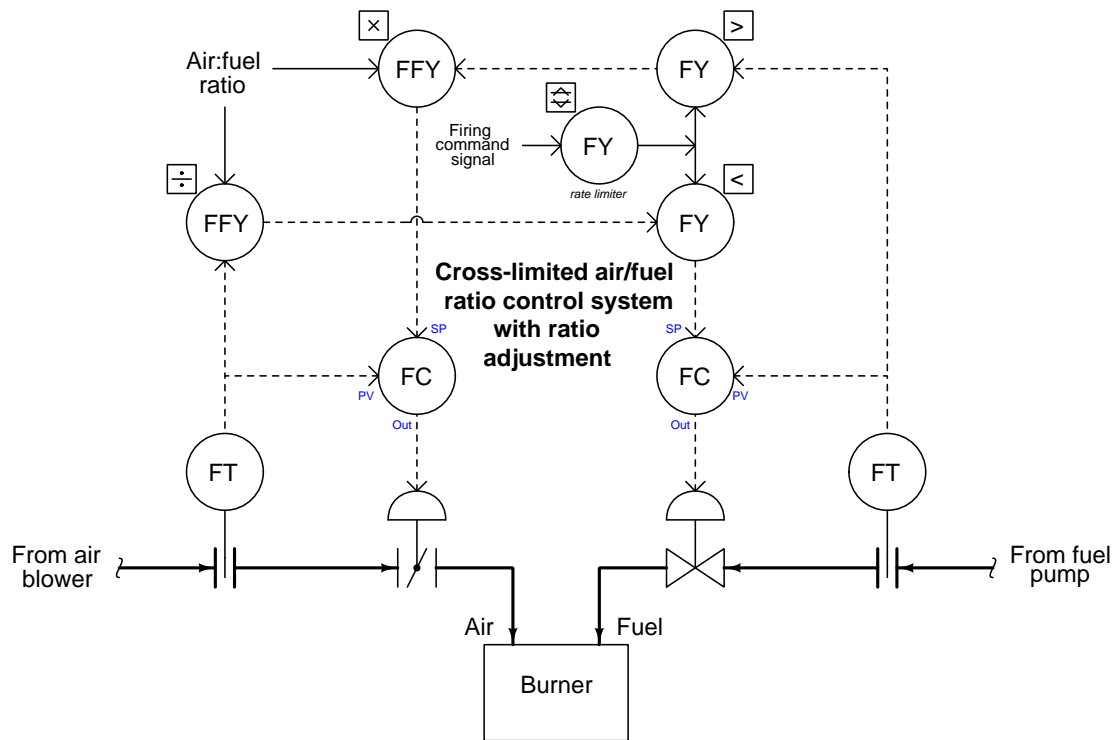 ×
>
Air:fuel
ratio
FFY
FY
Firing
command
signal
FY
rate limiter
÷
<
FFY
FY
Cross-limited air/fuel
ratio control system
with ratio
adjustment
SP
SP
FC
FC
PV
PV
Out
Out
FT
FT
From air
blower
From fuel
pump
Air
Fuel
Burner